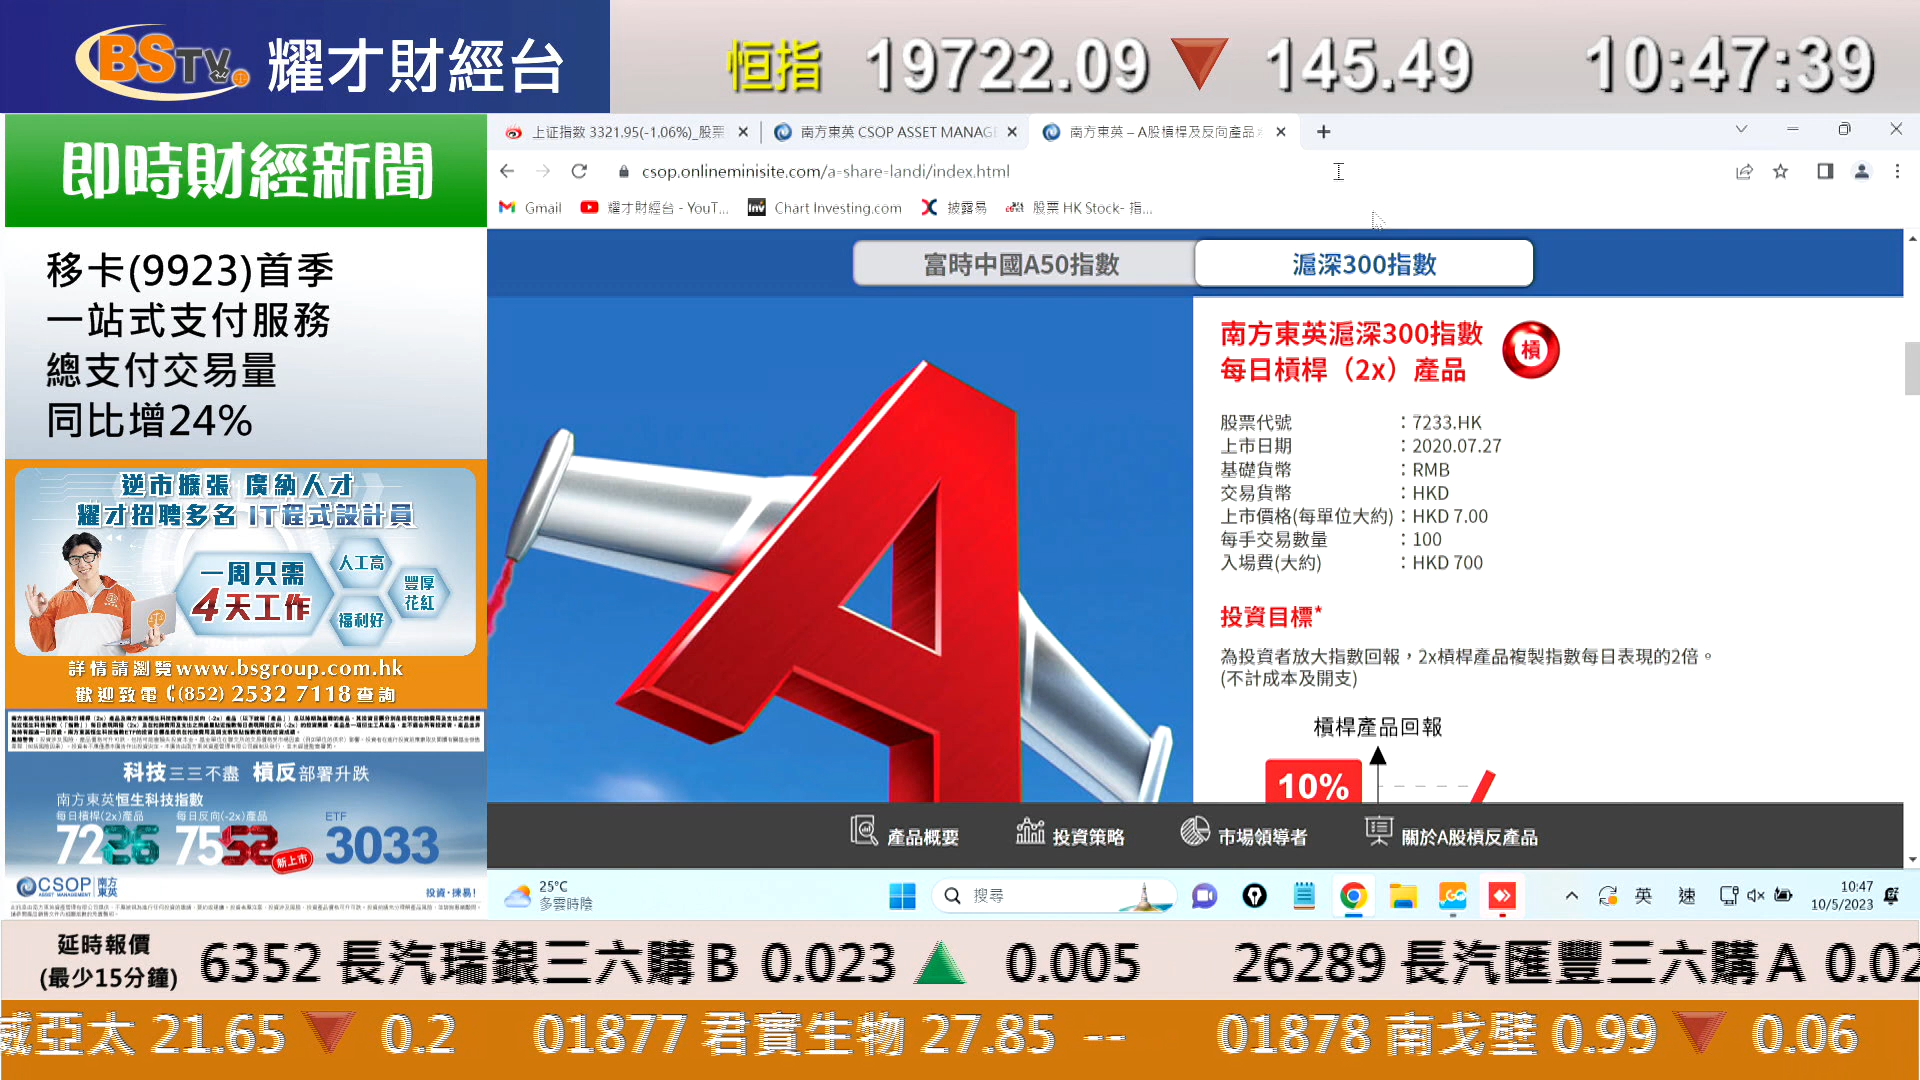 BSTV 耀才財經台
恒指 19722.09 ▼ 145.49 10:47:39
即時財經新聞
移卡(9923)首季
一站式支付服務
總支付交易量
同比增24%
逆市擴張 廣納人才
耀才招聘多名 IT程式設計員
一周只需
4天工作
人工高
豐厚
花紅
福利好
詳情請瀏覽www.bsgroup.com.hk
歡迎致電 (852) 2532 7118 查詢
科技三三不盡 槓反部署升跌
南方東英恒生科技指數
每日槓桿(2x)產品
7226
每日反向(-2x)產品
7552
新上市
ETF
3033
CSOP 南方東英
ASSET MANAGEMENT
投資·揀易!
上证指数 3321.95(-1.06%)_股票
南方東英 CSOP ASSET MANAG
南方東英 – A股槓桿及反向產品
csop.onlineminisite.com/a-share-landi/index.html
Gmail
耀才財經台 - YouT...
Inv Chart Investing.com
披露易
股票 HK Stock- 指...
富時中國A50指數
滬深300指數
南方東英滬深300指數
每日槓桿（2x）產品
槓
股票代號 ：7233.HK
上市日期 ：2020.07.27
基礎貨幣 ：RMB
交易貨幣 ：HKD
上市價格(每單位大約)：HKD 7.00
每手交易數量 ：100
入場費(大約) ：HKD 700
投資目標*
為投資者放大指數回報，2x槓桿產品複製指數每日表現的2倍。
(不計成本及開支)
槓桿產品回報
10%
A
產品概要
投資策略
市場領導者
關於A股槓反產品
25°C
多雲時陰
搜尋
英
速
10:47
10/5/2023
延時報價
(最少15分鐘)
6352 長汽瑞銀三六購B 0.023 ▲ 0.005 26289 長汽匯豐三六購A 0.02
威亞太 21.65 ▼ 0.2 01877 君實生物 27.85 -- 01878 南戈壁 0.99 ▼ 0.06